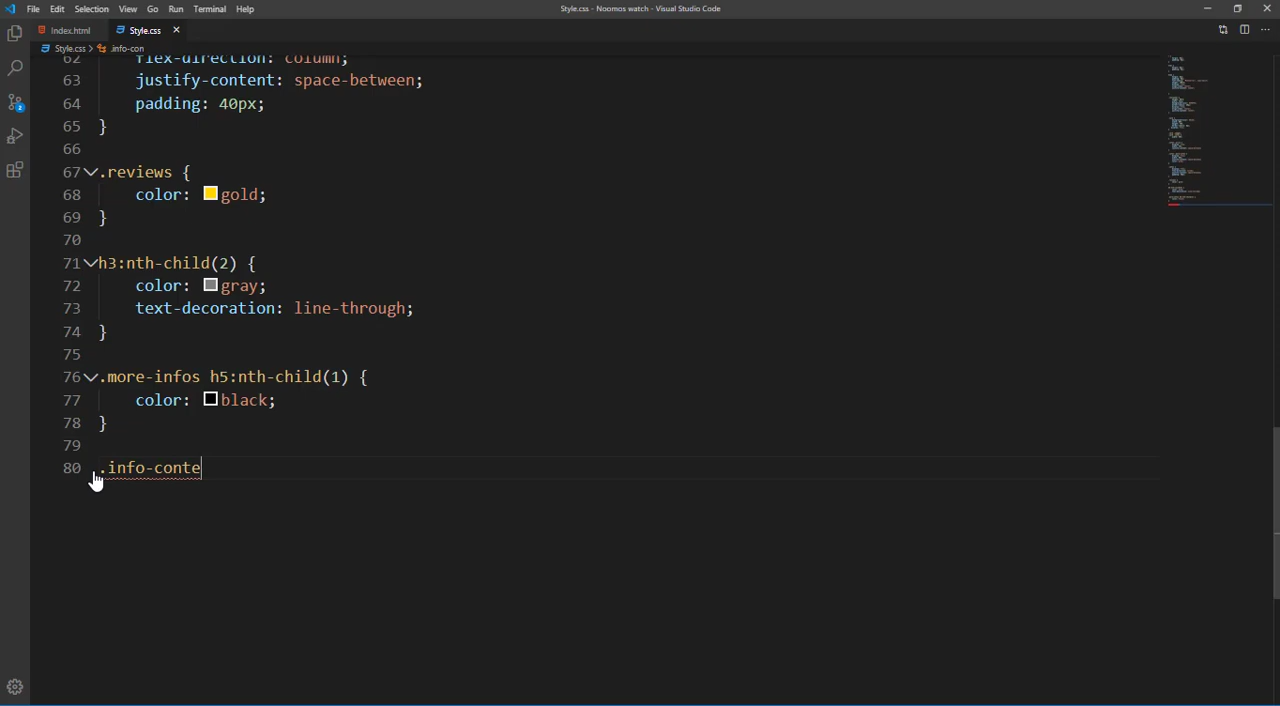 File Edit Selection View Go Run Terminal Help
Style.css - Noomos watch - Visual Studio Code
Index.html Style.css
Style.css > .info-con
62 flex-direction: column;
63 justify-content: space-between;
64 padding: 40px;
65 }
66
67 .reviews {
68 color: gold;
69 }
70
71 h3:nth-child(2) {
72 color: gray;
73 text-decoration: line-through;
74 }
75
76 .more-infos h5:nth-child(1) {
77 color: black;
78 }
79
80 .info-conte
2